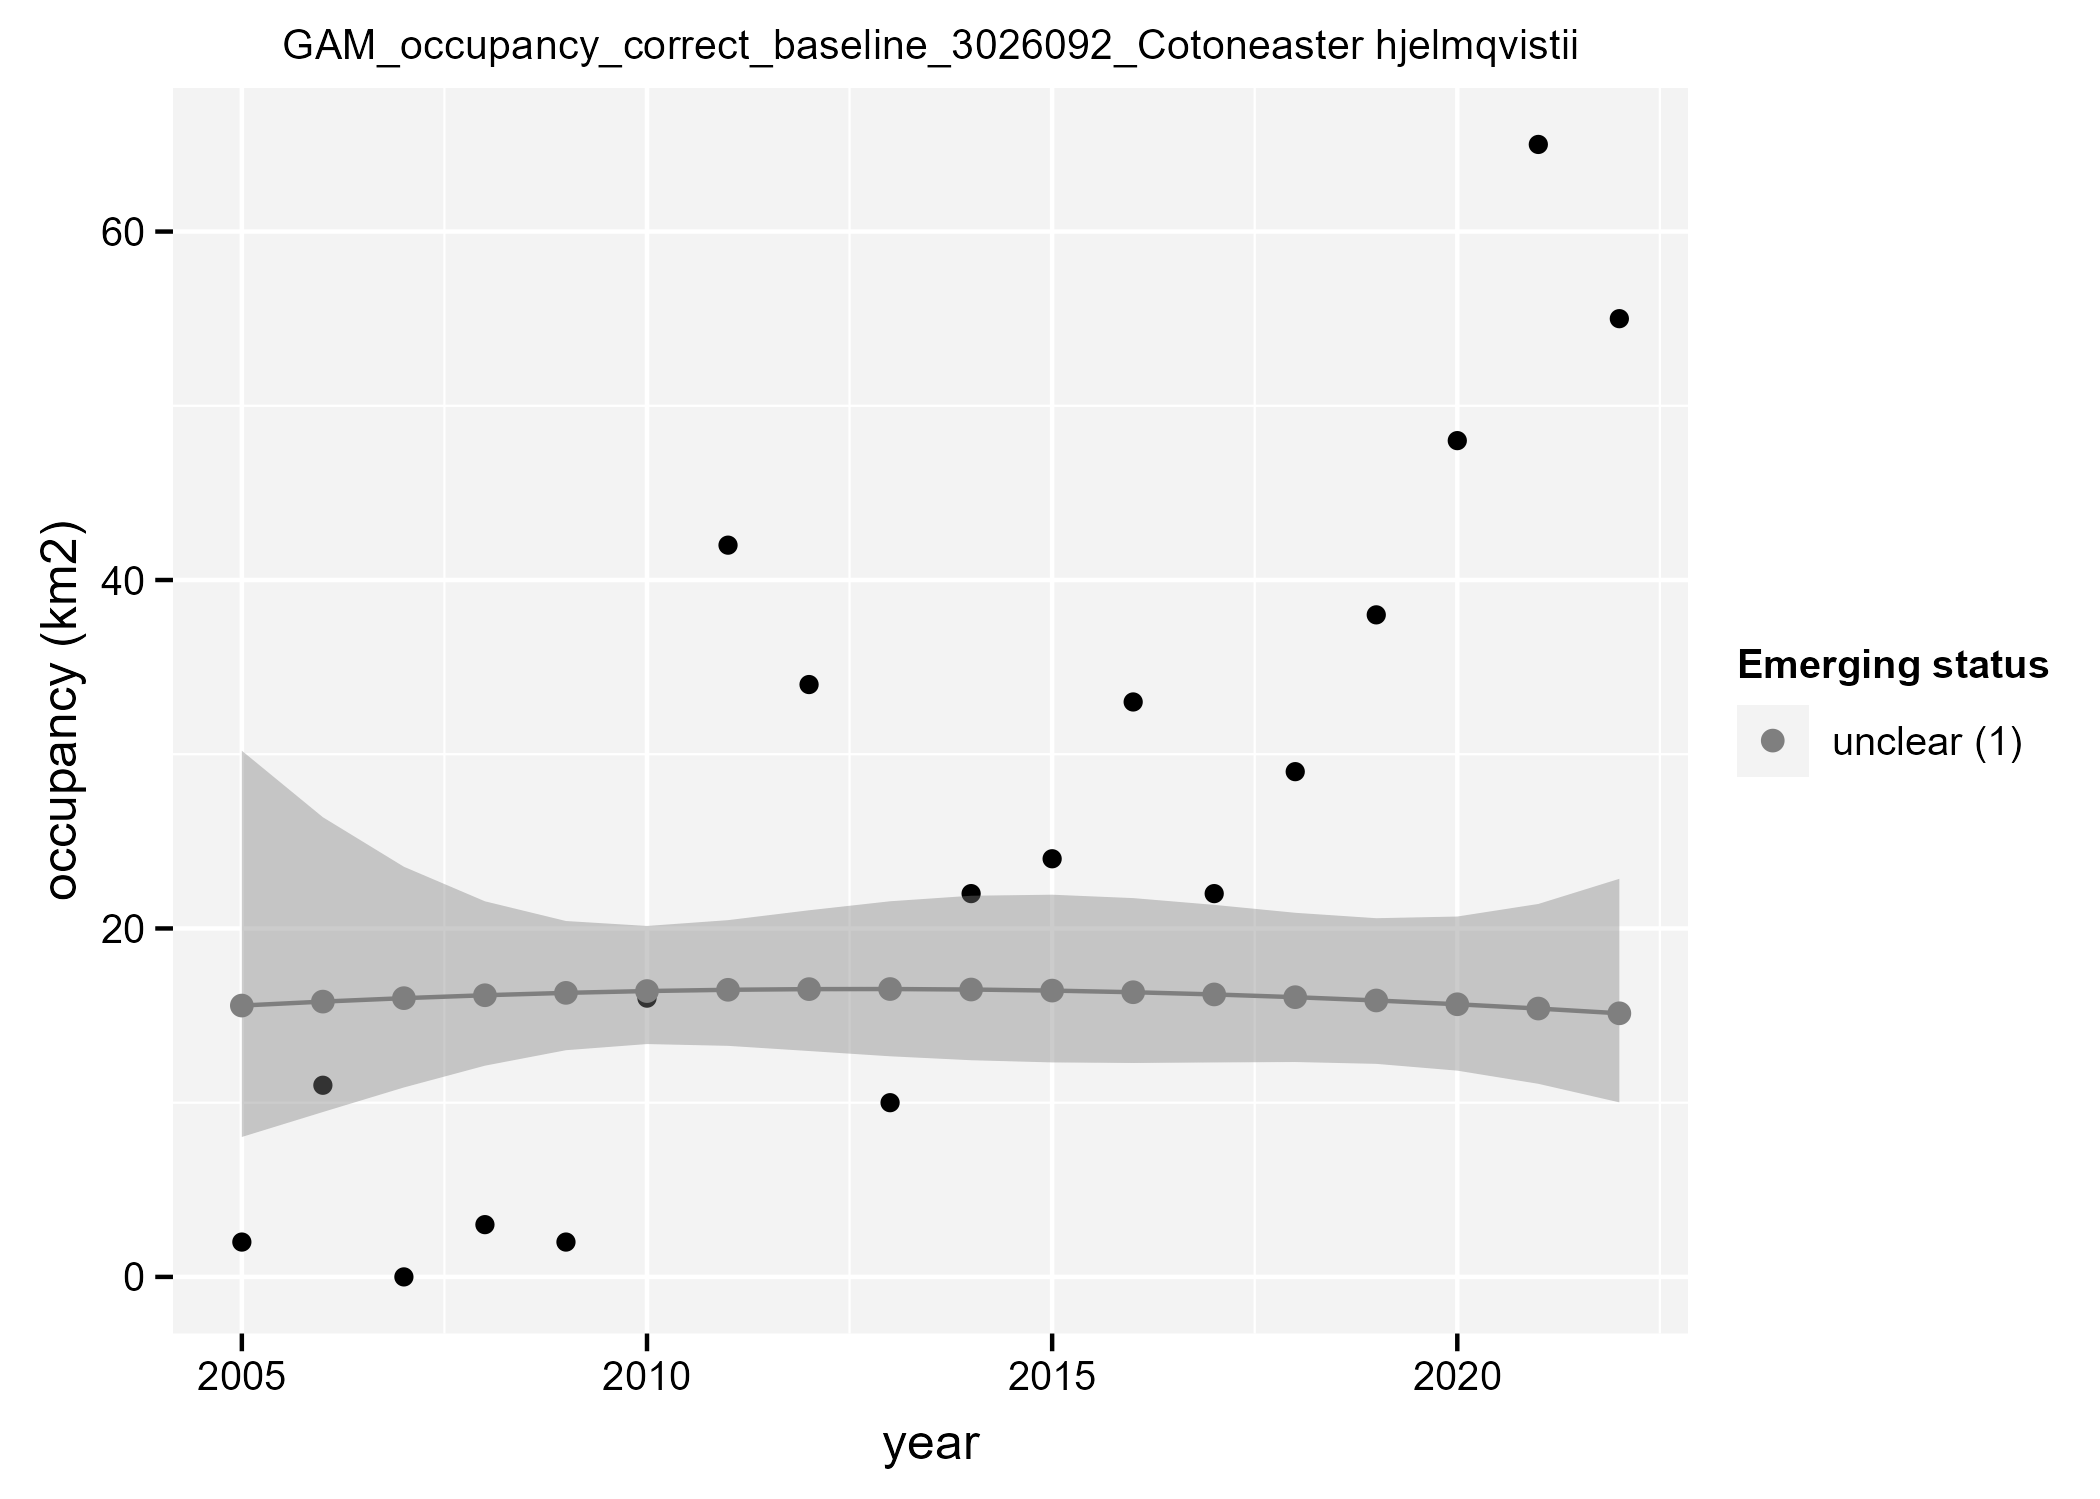 GAM_occupancy_correct_baseline_3026092_Cotoneaster hjelmqvistii
occupancy (km2)
60
40
20
0
2005 2010 2015 2020
year
Emerging status
unclear (1)